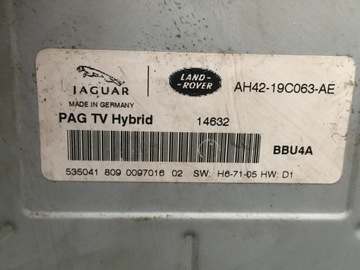 JAGUAR
LAND-
ROVER
AH42-19C063-AE
MADE IN GERMANY
PAG TV Hybrid 14632
BBU4A
535041 809 0097016 02 SW: H6-71-05 HW: D1